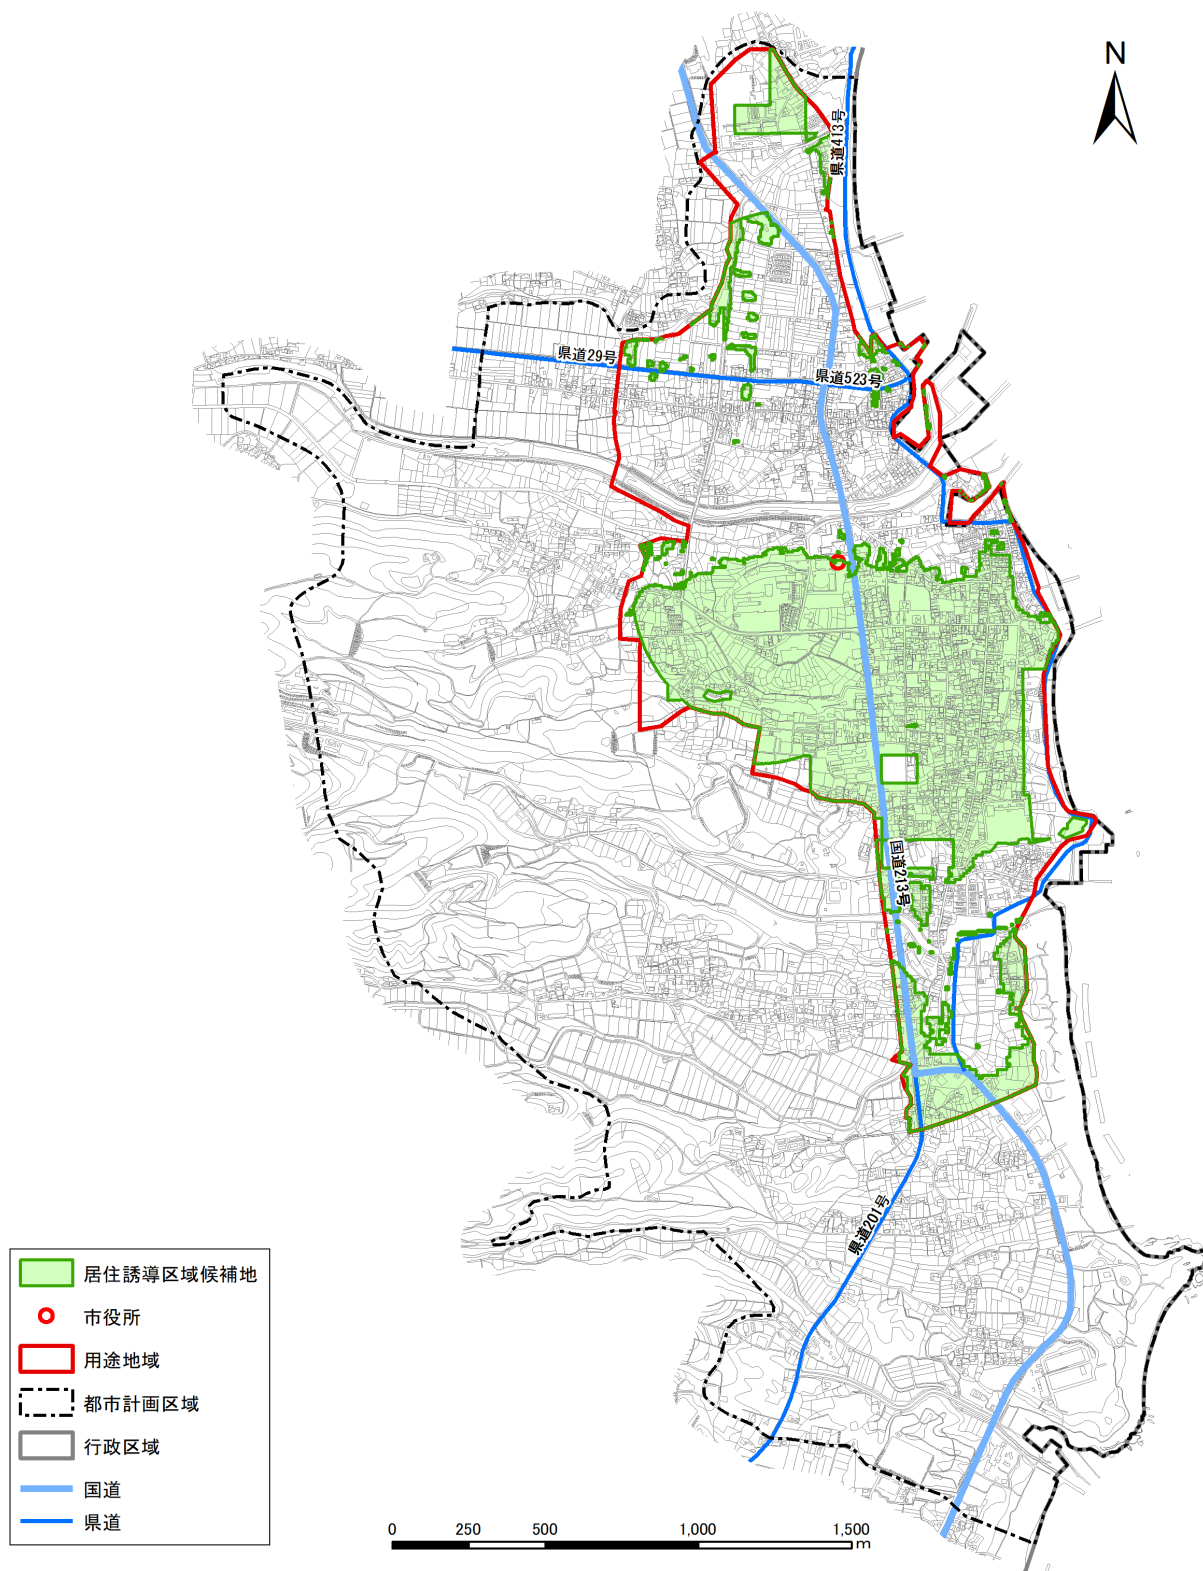 N
県道413号
県道29号
県道523号
国道213号
県道201号
居住誘導区域候補地
市役所
用途地域
都市計画区域
行政区域
国道
県道
0 250 500 1,000 1,500
m